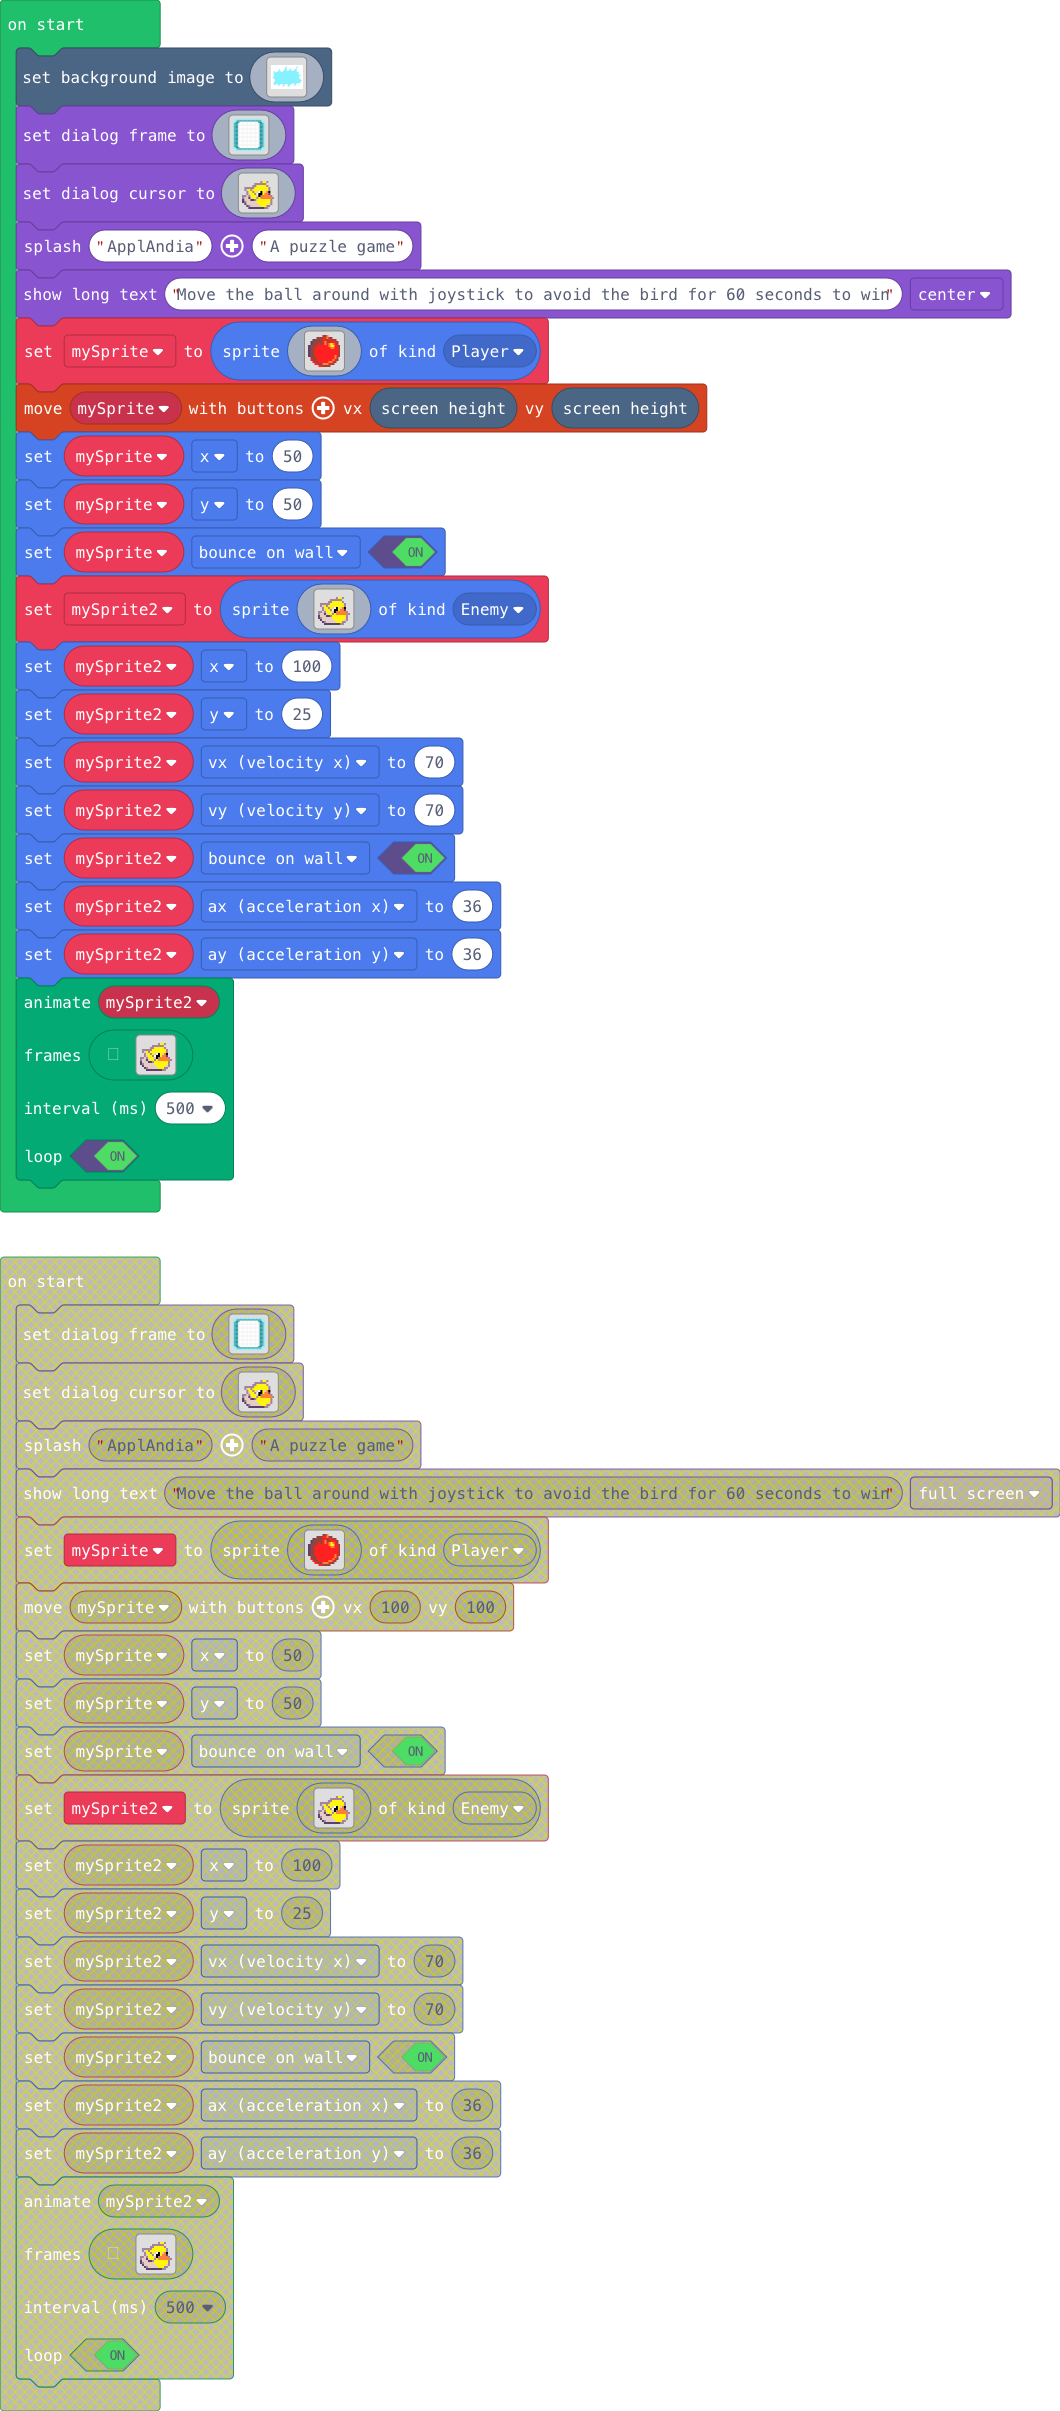 on start
set background image to
set dialog frame to
set dialog cursor to
splash "ApplAndia" "A puzzle game"
show long text "Move the ball around with joystick to avoid the bird for 60 seconds to win" center
set mySprite to sprite of kind Player
move mySprite with buttons vx screen height vy screen height
set mySprite x to 50
set mySprite y to 50
set mySprite bounce on wall ON
set mySprite2 to sprite of kind Enemy
set mySprite2 x to 100
set mySprite2 y to 25
set mySprite2 vx (velocity x) to 70
set mySprite2 vy (velocity y) to 70
set mySprite2 bounce on wall ON
set mySprite2 ax (acceleration x) to 36
set mySprite2 ay (acceleration y) to 36
animate mySprite2
frames
interval (ms) 500
loop ON
on start
set dialog frame to
set dialog cursor to
splash "ApplAndia" "A puzzle game"
show long text "Move the ball around with joystick to avoid the bird for 60 seconds to win" full screen
set mySprite to sprite of kind Player
move mySprite with buttons vx 100 vy 100
set mySprite x to 50
set mySprite y to 50
set mySprite bounce on wall ON
set mySprite2 to sprite of kind Enemy
set mySprite2 x to 100
set mySprite2 y to 25
set mySprite2 vx (velocity x) to 70
set mySprite2 vy (velocity y) to 70
set mySprite2 bounce on wall ON
set mySprite2 ax (acceleration x) to 36
set mySprite2 ay (acceleration y) to 36
animate mySprite2
frames
interval (ms) 500
loop ON